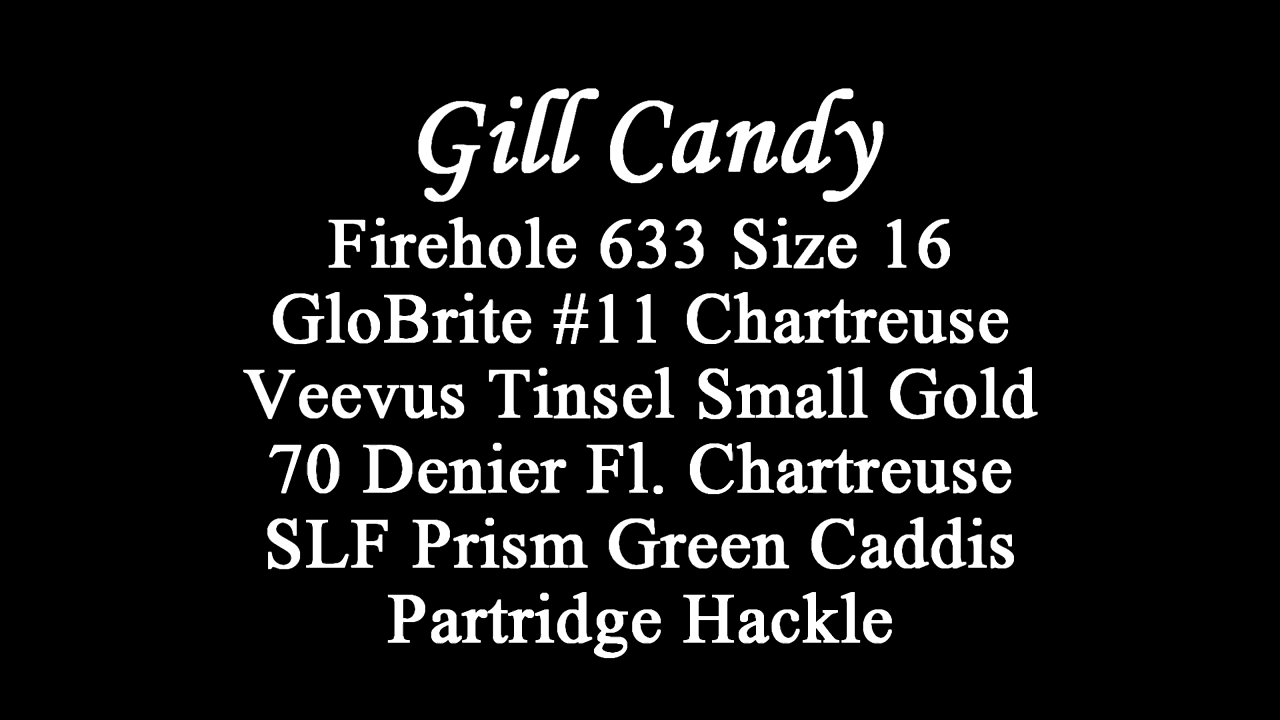 Gill Candy
Firehole 633 Size 16
GloBrite #11 Chartreuse
Veevus Tinsel Small Gold
70 Denier Fl. Chartreuse
SLF Prism Green Caddis
Partridge Hackle